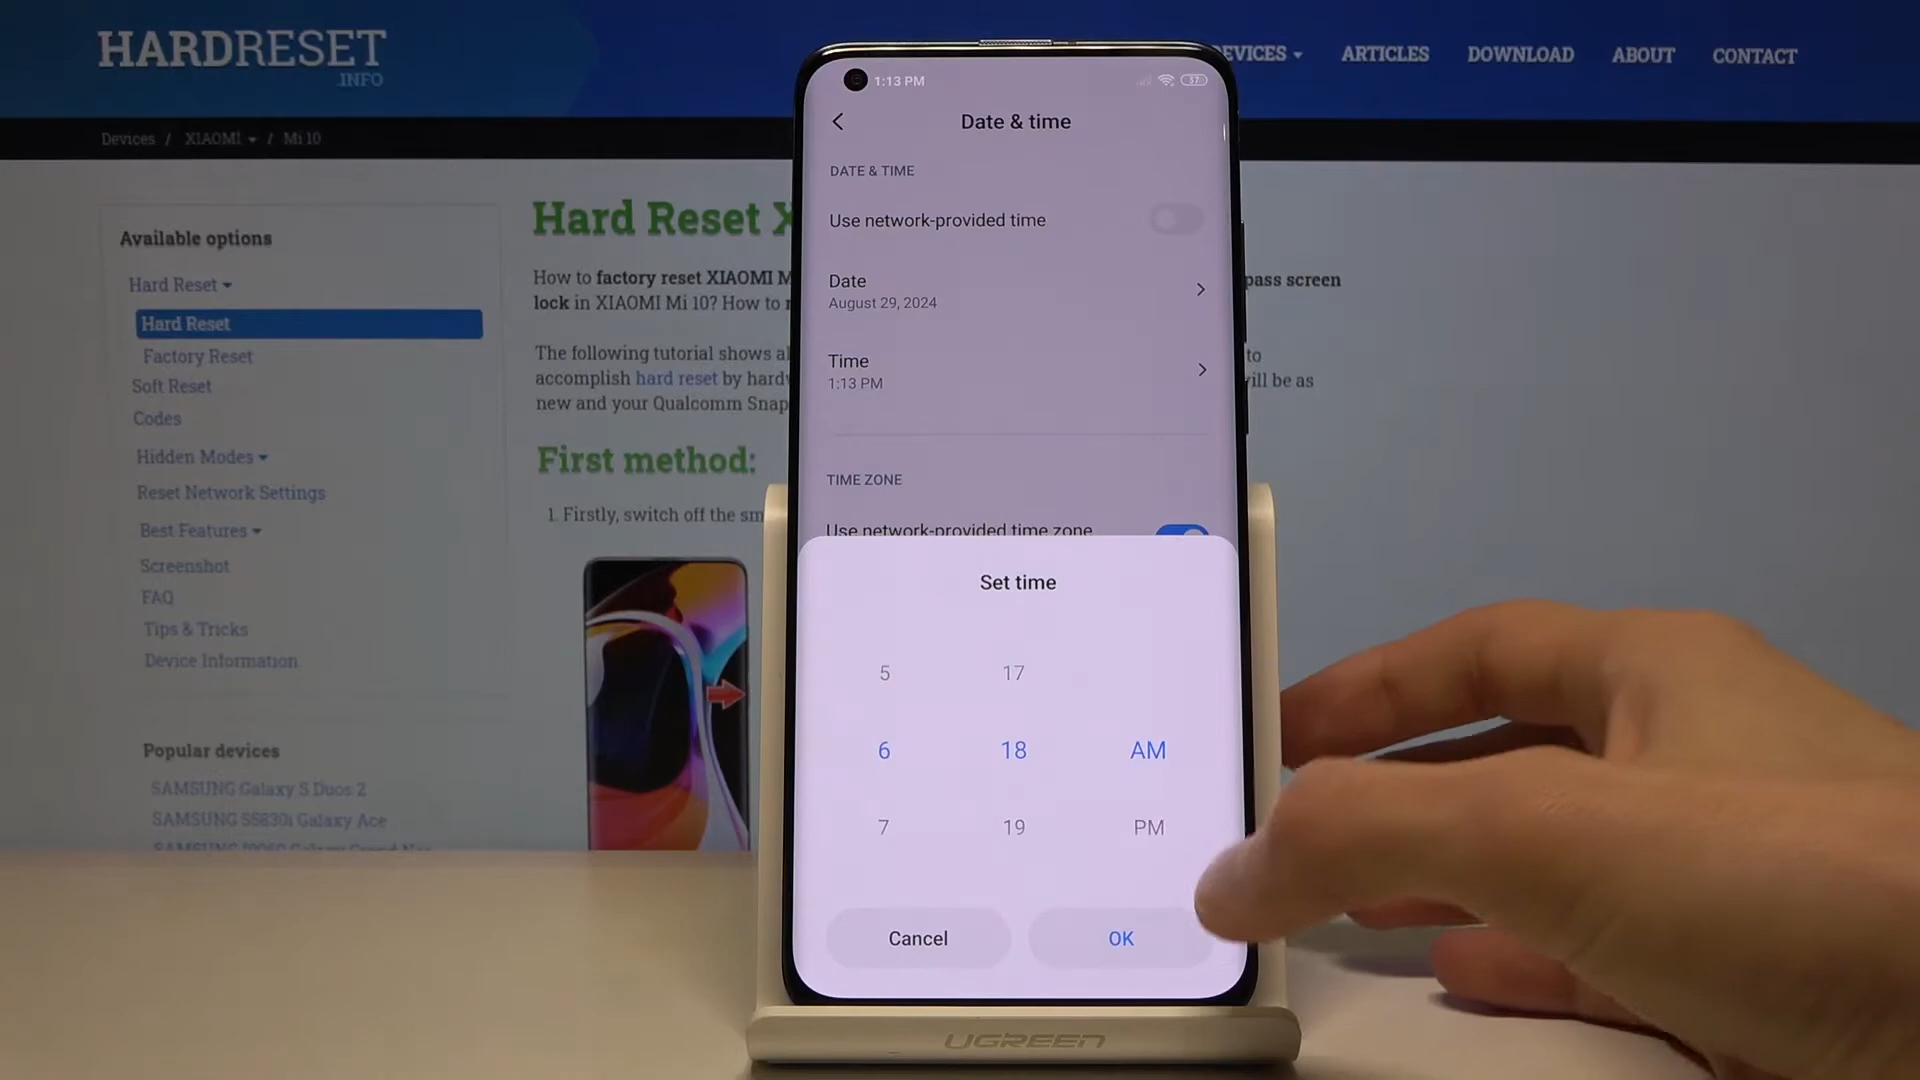 HARDRESET
.INFO
EVICES
ARTICLES
DOWNLOAD
ABOUT
CONTACT
Devices / XIAOMI / Mi 10
Available options
Hard Reset
Hard Reset
Factory Reset
Soft Reset
Codes
Hidden Modes
Reset Network Settings
Best Features
Screenshot
FAQ
Tips & Tricks
Device Information
Popular devices
SAMSUNG Galaxy S Duos 2
SAMSUNG S5830i Galaxy Ace
Hard Reset X
How to factory reset XIAOMI M
pass screen
lock in XIAOMI Mi 10? How to
The following tutorial shows al
to
accomplish hard reset by hardw
will be as
new and your Qualcomm Snap
First method:
1. Firstly, switch off the sm
1:13 PM
37
Date & time
DATE & TIME
Use network-provided time
Date
August 29, 2024
Time
1:13 PM
TIME ZONE
Use network-provided time zone
Set time
5 17
6 18 AM
7 19 PM
Cancel OK
UGREEN